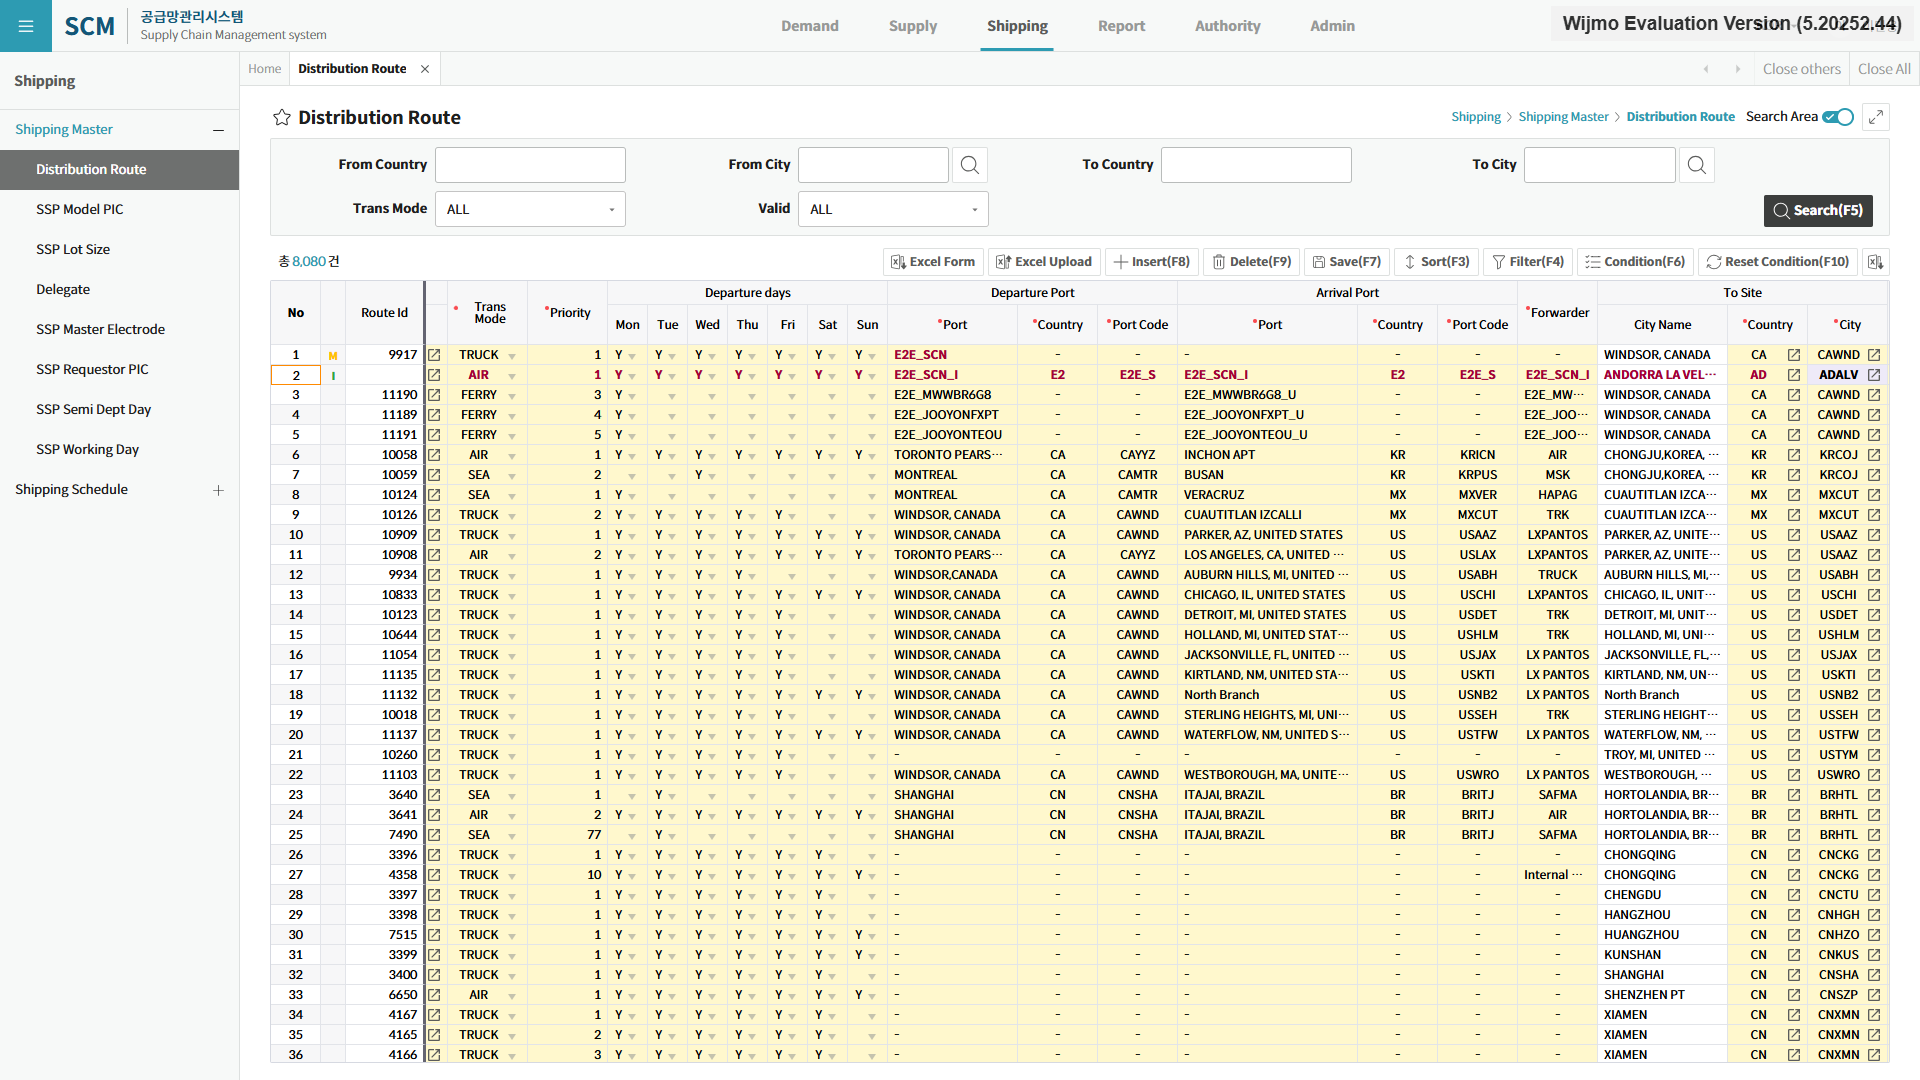 SCM 공급망관리시스템 Supply Chain Management system
Demand Supply Shipping Report Authority Admin
Wijmo Evaluation Version (5.20252.44)
Shipping
Shipping Master
Distribution Route
SSP Model PIC
SSP Lot Size
Delegate
SSP Master Electrode
SSP Requestor PIC
SSP Semi Dept Day
SSP Working Day
Shipping Schedule
Home Distribution Route Close others Close All
Distribution Route
Shipping > Shipping Master > Distribution Route Search Area
From Country From City To Country To City
Trans Mode ALL Valid ALL Search(F5)
총 8,080 건
Excel Form Excel Upload Insert(F8) Delete(F9) Save(F7) Sort(F3) Filter(F4) Condition(F6) Reset Condition(F10)
No Route Id *Trans Mode *Priority Departure days Departure Port Arrival Port *Forwarder To Site
Mon Tue Wed Thu Fri Sat Sun *Port *Country *Port Code *Port *Country *Port Code City Name *Country *City
1 M 9917 TRUCK 1 Y Y Y Y Y Y Y E2E_SCN - - - - - - WINDSOR, CANADA CA CAWND
2 I AIR 1 Y Y Y Y Y Y Y E2E_SCN_I E2 E2E_S E2E_SCN_I E2 E2E_S E2E_SCN_I ANDORRA LA VEL··· AD ADALV
3 11190 FERRY 3 Y E2E_MWWBR6G8 - - E2E_MWWBR6G8_U - - E2E_MW··· WINDSOR, CANADA CA CAWND
4 11189 FERRY 4 Y E2E_JOOYONFXPT - - E2E_JOOYONFXPT_U - - E2E_JOO··· WINDSOR, CANADA CA CAWND
5 11191 FERRY 5 Y E2E_JOOYONTEOU - - E2E_JOOYONTEOU_U - - E2E_JOO··· WINDSOR, CANADA CA CAWND
6 10058 AIR 1 Y Y Y Y Y Y Y TORONTO PEARS··· CA CAYYZ INCHON APT KR KRICN AIR CHONGJU,KOREA, ··· KR KRCOJ
7 10059 SEA 2 Y MONTREAL CA CAMTR BUSAN KR KRPUS MSK CHONGJU,KOREA, ··· KR KRCOJ
8 10124 SEA 1 Y MONTREAL CA CAMTR VERACRUZ MX MXVER HAPAG CUAUTITLAN IZCA··· MX MXCUT
9 10126 TRUCK 2 Y Y Y Y Y WINDSOR, CANADA CA CAWND CUAUTITLAN IZCALLI MX MXCUT TRK CUAUTITLAN IZCA··· MX MXCUT
10 10909 TRUCK 1 Y Y Y Y Y Y Y WINDSOR, CANADA CA CAWND PARKER, AZ, UNITED STATES US USAAZ LXPANTOS PARKER, AZ, UNITE··· US USAAZ
11 10908 AIR 2 Y Y Y Y Y Y Y TORONTO PEARS··· CA CAYYZ LOS ANGELES, CA, UNITED ··· US USLAX LXPANTOS PARKER, AZ, UNITE··· US USAAZ
12 9934 TRUCK 1 Y Y Y Y WINDSOR,CANADA CA CAWND AUBURN HILLS, MI, UNITED ··· US USABH TRUCK AUBURN HILLS, MI,··· US USABH
13 10833 TRUCK 1 Y Y Y Y Y Y Y WINDSOR, CANADA CA CAWND CHICAGO, IL, UNITED STATES US USCHI LXPANTOS CHICAGO, IL, UNIT··· US USCHI
14 10123 TRUCK 1 Y Y Y Y Y WINDSOR, CANADA CA CAWND DETROIT, MI, UNITED STATES US USDET TRK DETROIT, MI, UNIT··· US USDET
15 10644 TRUCK 1 Y Y Y Y Y WINDSOR, CANADA CA CAWND HOLLAND, MI, UNITED STAT··· US USHLM TRK HOLLAND, MI, UNI··· US USHLM
16 11054 TRUCK 1 Y Y Y Y Y WINDSOR, CANADA CA CAWND JACKSONVILLE, FL, UNITED ··· US USJAX LX PANTOS JACKSONVILLE, FL,··· US USJAX
17 11135 TRUCK 1 Y Y Y Y Y WINDSOR, CANADA CA CAWND KIRTLAND, NM, UNITED STA··· US USKTI LX PANTOS KIRTLAND, NM, UN··· US USKTI
18 11132 TRUCK 1 Y Y Y Y Y Y Y WINDSOR, CANADA CA CAWND North Branch US USNB2 LX PANTOS North Branch US USNB2
19 10018 TRUCK 1 Y Y Y Y Y WINDSOR, CANADA CA CAWND STERLING HEIGHTS, MI, UNI··· US USSEH TRK STERLING HEIGHT··· US USSEH
20 11137 TRUCK 1 Y Y Y Y Y Y Y WINDSOR, CANADA CA CAWND WATERFLOW, NM, UNITED S··· US USTFW LX PANTOS WATERFLOW, NM, ··· US USTFW
21 10260 TRUCK 1 Y Y Y Y Y - - - - - - - TROY, MI, UNITED ··· US USTYM
22 11103 TRUCK 1 Y Y Y Y Y WINDSOR, CANADA CA CAWND WESTBOROUGH, MA, UNITE··· US USWRO LX PANTOS WESTBOROUGH, ··· US USWRO
23 3640 SEA 1 Y SHANGHAI CN CNSHA ITAJAI, BRAZIL BR BRITJ SAFMA HORTOLANDIA, BR··· BR BRHTL
24 3641 AIR 2 Y Y Y Y Y Y Y SHANGHAI CN CNSHA ITAJAI, BRAZIL BR BRITJ AIR HORTOLANDIA, BR··· BR BRHTL
25 7490 SEA 77 Y SHANGHAI CN CNSHA ITAJAI, BRAZIL BR BRITJ SAFMA HORTOLANDIA, BR··· BR BRHTL
26 3396 TRUCK 1 Y Y Y Y Y Y - - - - - - - CHONGQING CN CNCKG
27 4358 TRUCK 10 Y Y Y Y Y Y Y - - - - - - Internal ··· CHONGQING CN CNCKG
28 3397 TRUCK 1 Y Y Y Y Y Y - - - - - - - CHENGDU CN CNCTU
29 3398 TRUCK 1 Y Y Y Y Y Y - - - - - - - HANGZHOU CN CNHGH
30 7515 TRUCK 1 Y Y Y Y Y Y Y - - - - - - - HUANGZHOU CN CNHZO
31 3399 TRUCK 1 Y Y Y Y Y Y Y - - - - - - - KUNSHAN CN CNKUS
32 3400 TRUCK 1 Y Y Y Y Y Y - - - - - - - SHANGHAI CN CNSHA
33 6650 AIR 1 Y Y Y Y Y Y Y - - - - - - - SHENZHEN PT CN CNSZP
34 4167 TRUCK 1 Y Y Y Y Y Y - - - - - - - XIAMEN CN CNXMN
35 4165 TRUCK 2 Y Y Y Y Y Y - - - - - - - XIAMEN CN CNXMN
36 4166 TRUCK 3 Y Y Y Y Y Y - - - - - - - XIAMEN CN CNXMN